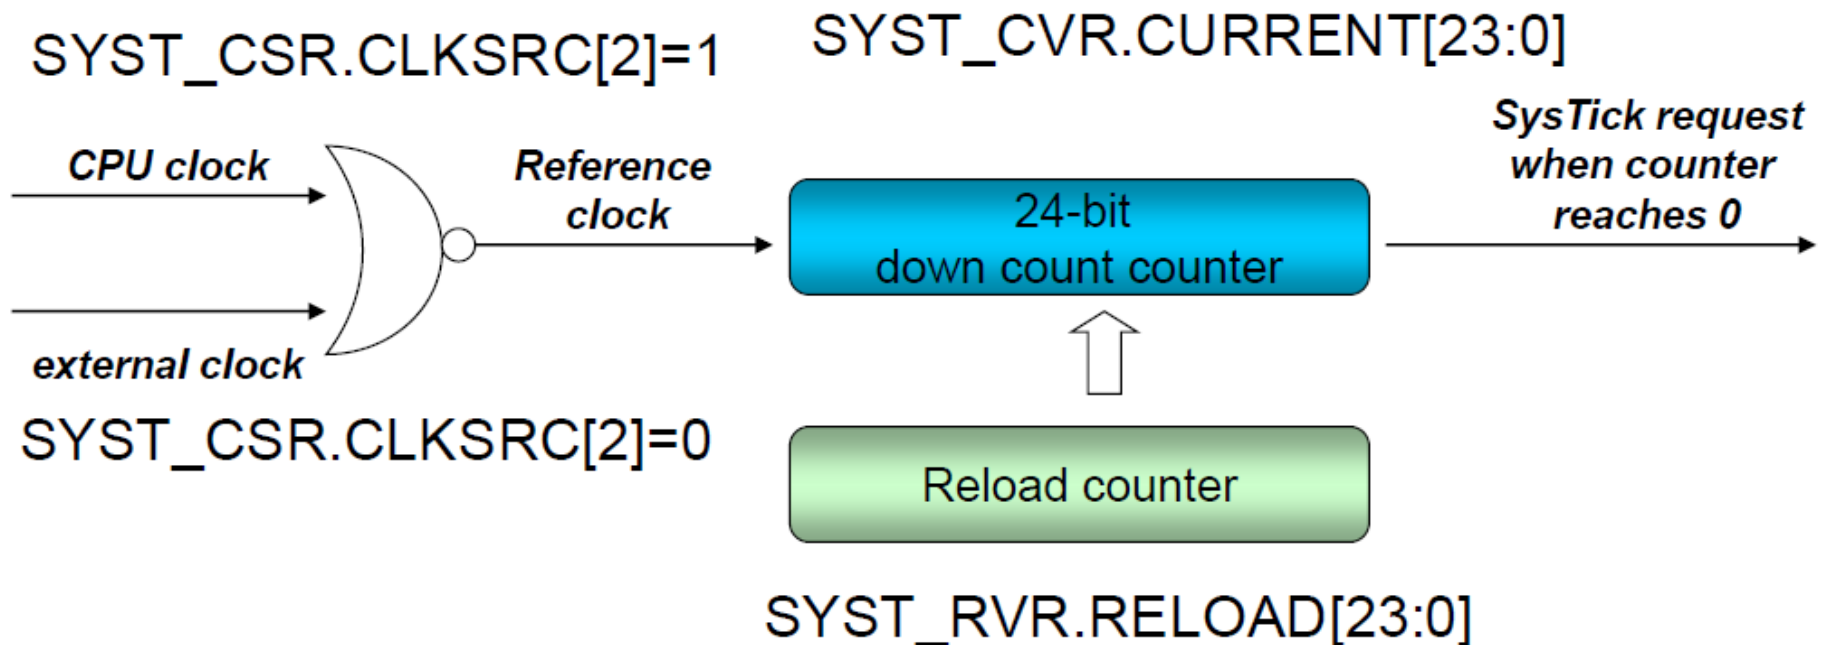 SYST_CSR.CLKSRC[2]=1
SYST_CVR.CURRENT[23:0]
CPU clock
Reference
clock
24-bit
down count counter
SysTick request
when counter
reaches 0
external clock
SYST_CSR.CLKSRC[2]=0
Reload counter
SYST_RVR.RELOAD[23:0]